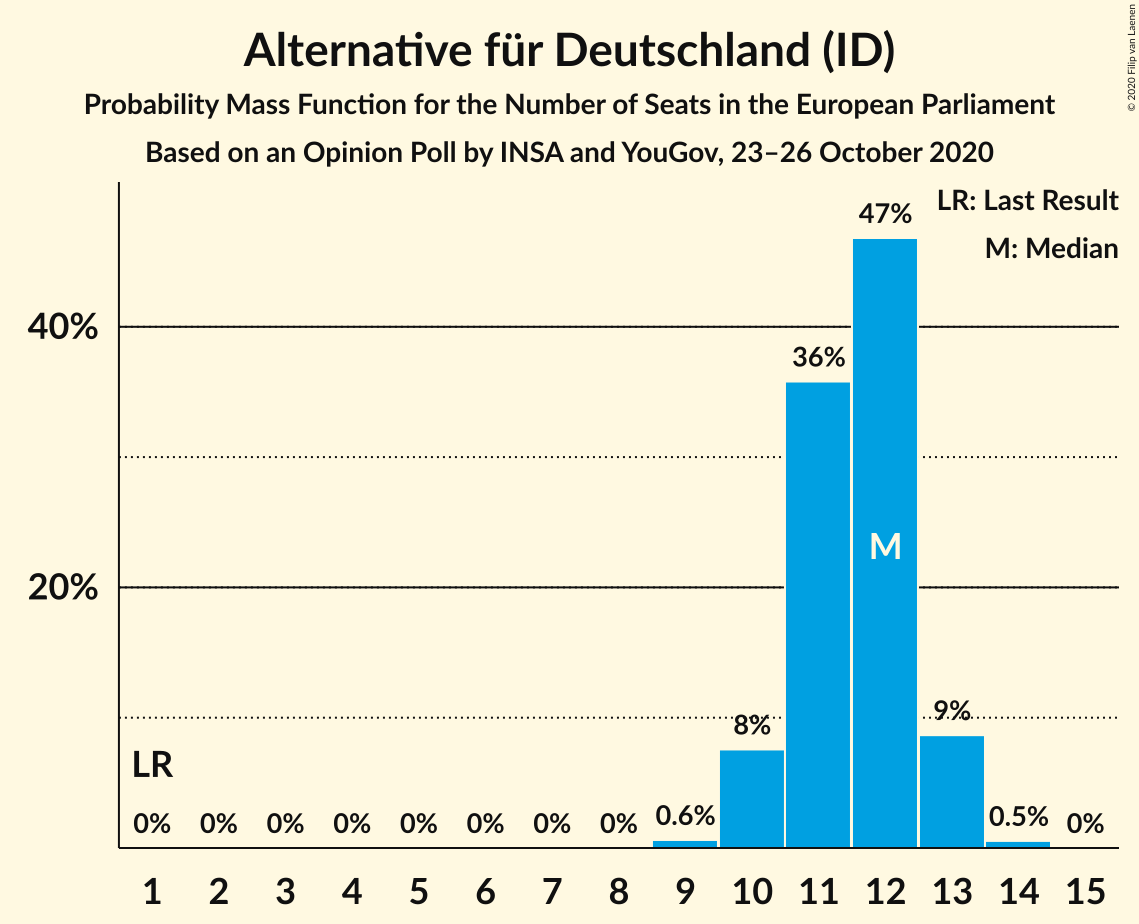 Alternative für Deutschland (ID)
Probability Mass Function for the Number of Seats in the European Parliament
Based on an Opinion Poll by INSA and YouGov, 23–26 October 2020
© 2020 Filip van Laenen
LR: Last Result
M: Median
47%
40%
36%
M
20%
9%
8%
LR
0% 0% 0% 0% 0% 0% 0% 0% 0.6% 0.5% 0%
1 2 3 4 5 6 7 8 9 10 11 12 13 14 15